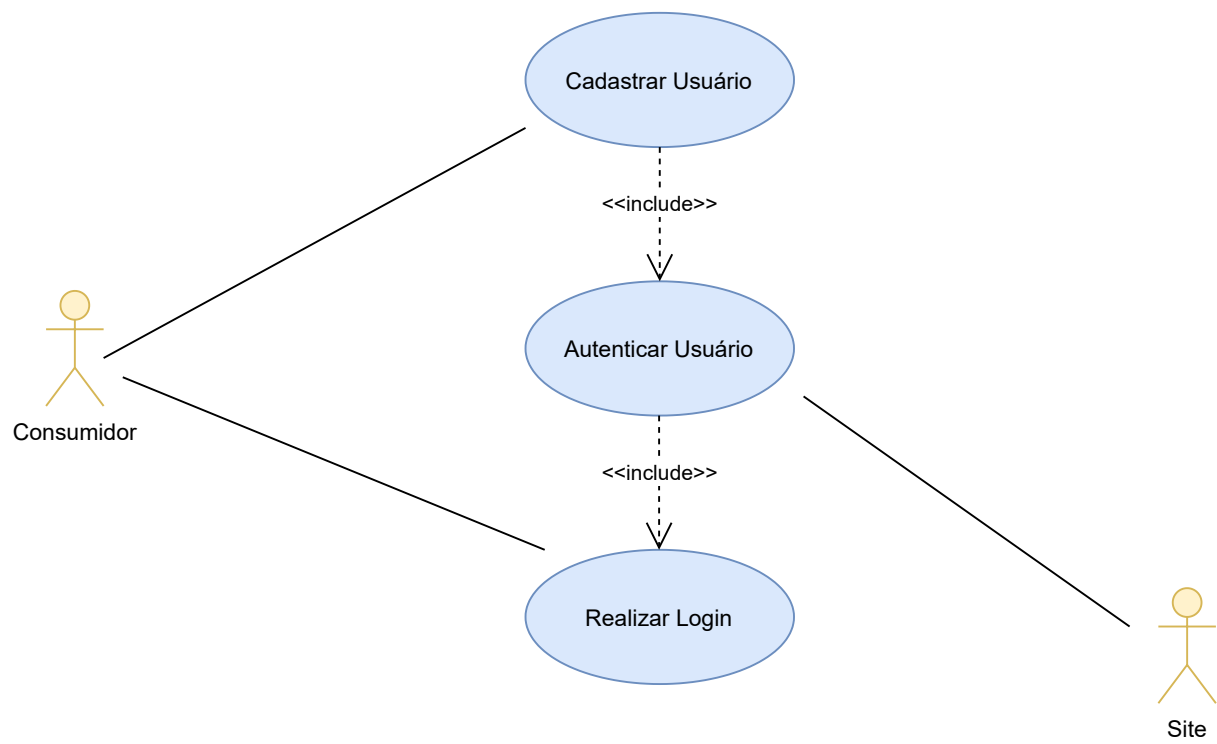 Cadastrar Usuário
<<include>>
Autenticar Usuário
Consumidor
<<include>>
Realizar Login
Site